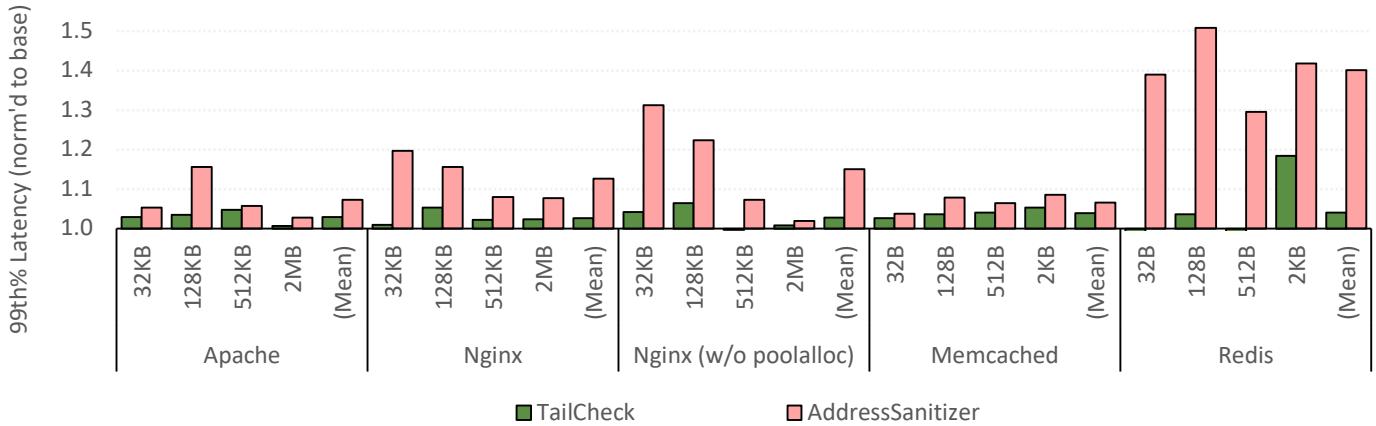 99th% Latency (norm'd to base)
1.5
1.4
1.3
1.2
1.1
1.0
32KB
128KB
512KB
2MB
(Mean)
32KB
128KB
512KB
2MB
(Mean)
32KB
128KB
512KB
2MB
(Mean)
32B
128B
512B
2KB
(Mean)
32B
128B
512B
2KB
(Mean)
Apache
Nginx
Nginx (w/o poolalloc)
Memcached
Redis
TailCheck
AddressSanitizer